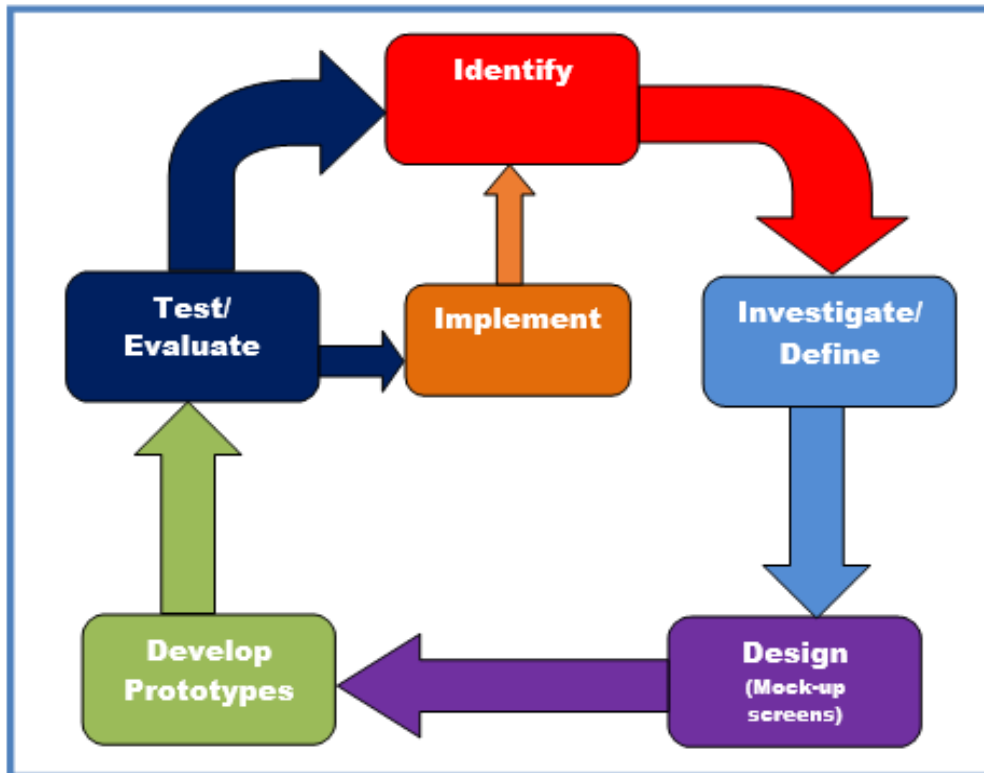 Identify
Test/
Evaluate
Implement
Investigate/
Define
Develop
Prototypes
Design
(Mock-up
screens)